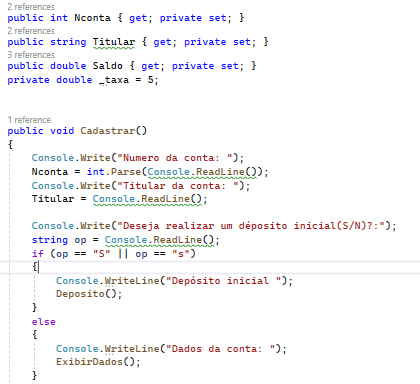 2 references
public int Nconta { get; private set; }
2 references
public string Titular { get; private set; }
3 references
public double Saldo { get; private set; }
private double _taxa = 5;
1 reference
public void Cadastrar()
{
Console.Write("Numero da conta: ");
Nconta = int.Parse(Console.ReadLine());
Console.Write("Titular da conta: ");
Titular = Console.ReadLine();
Console.Write("Deseja realizar um déposito inicial(S/N)?:");
string op = Console.ReadLine();
if (op == "S" || op == "s")
{
Console.WriteLine("Depósito inicial ");
Deposito();
}
else
{
Console.WriteLine("Dados da conta: ");
ExibirDados();
}